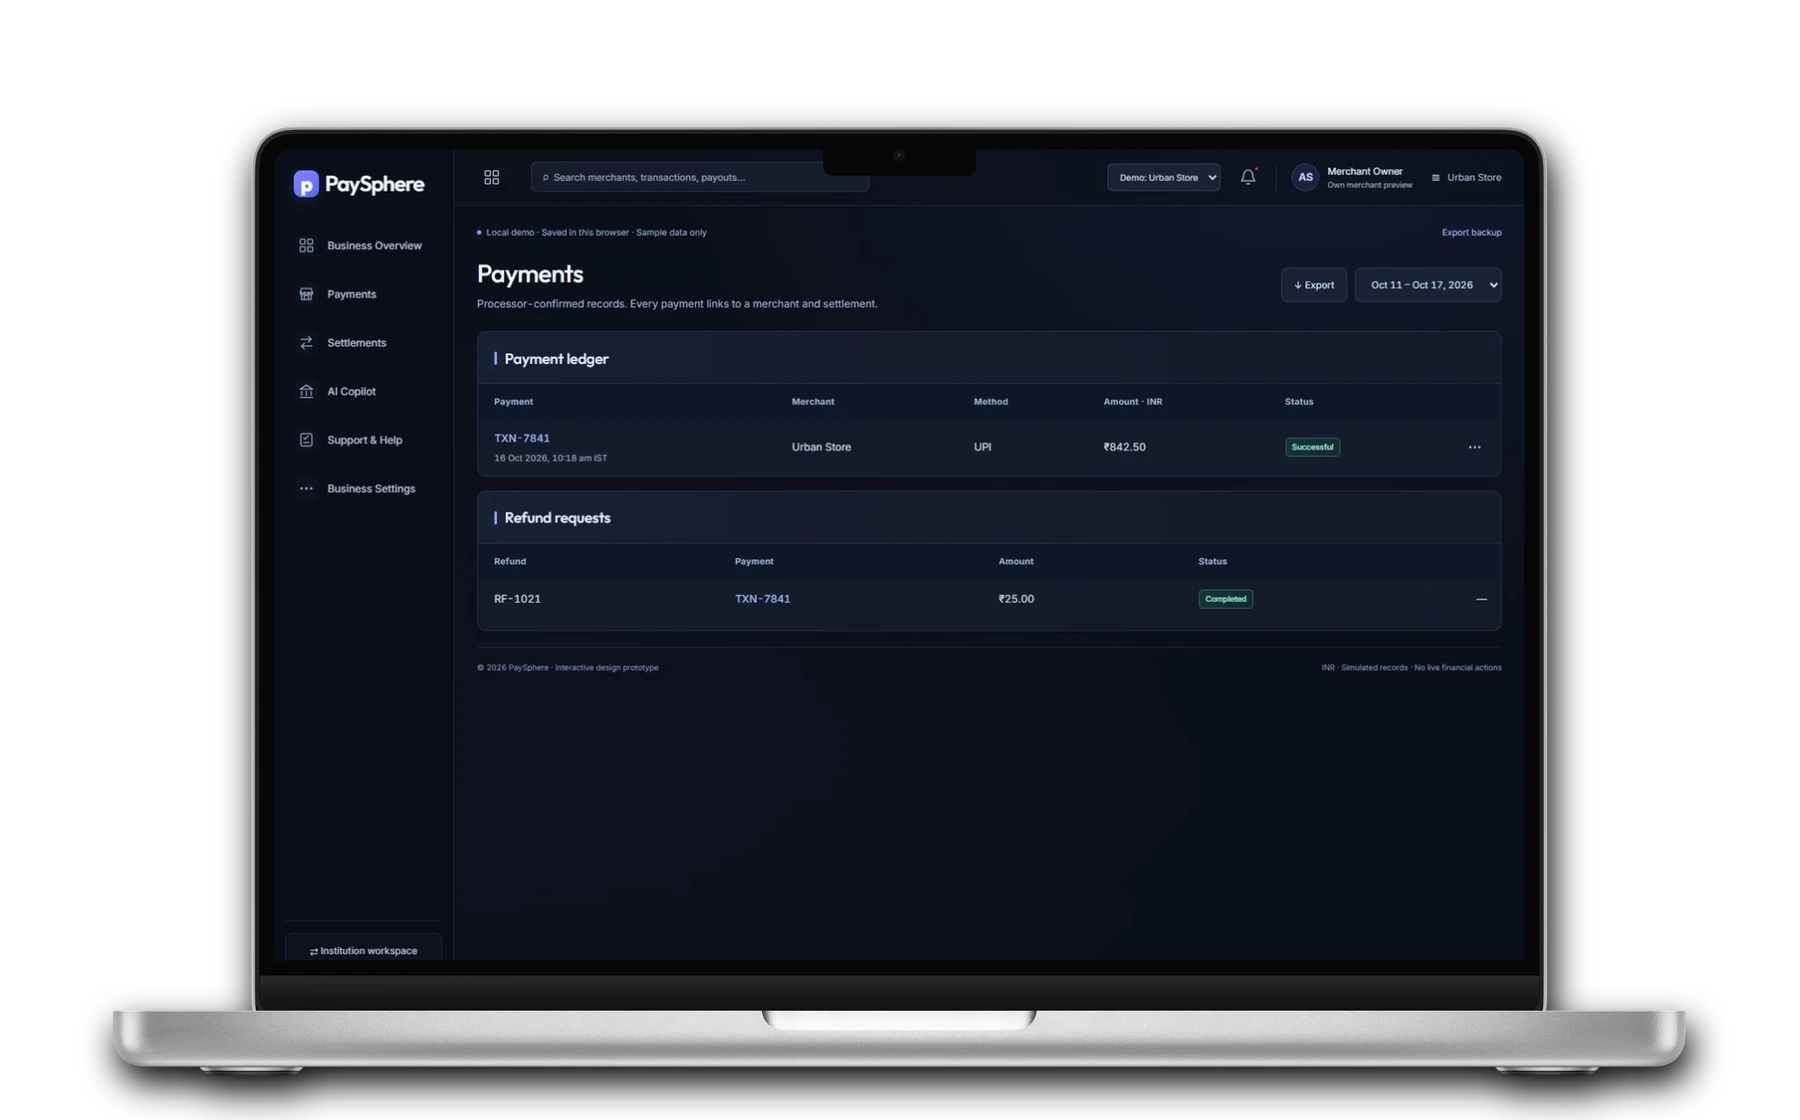 PaySphere
Search merchants, transactions, payouts...
Demo: Urban Store
AS
Merchant Owner
Own merchant preview
Urban Store
Business Overview
Payments
Settlements
AI Copilot
Support & Help
Business Settings
Institution workspace
Local demo · Saved in this browser · Sample data only
Export backup
Payments
Processor-confirmed records. Every payment links to a merchant and settlement.
↓ Export
Oct 11 – Oct 17, 2026
Payment ledger
Payment Merchant Method Amount · INR Status
TXN-7841
16 Oct 2026, 10:18 am IST
Urban Store UPI ₹842.50 Successful
Refund requests
Refund Payment Amount Status
RF-1021 TXN-7841 ₹25.00 Completed —
© 2026 PaySphere · Interactive design prototype
INR · Simulated records · No live financial actions